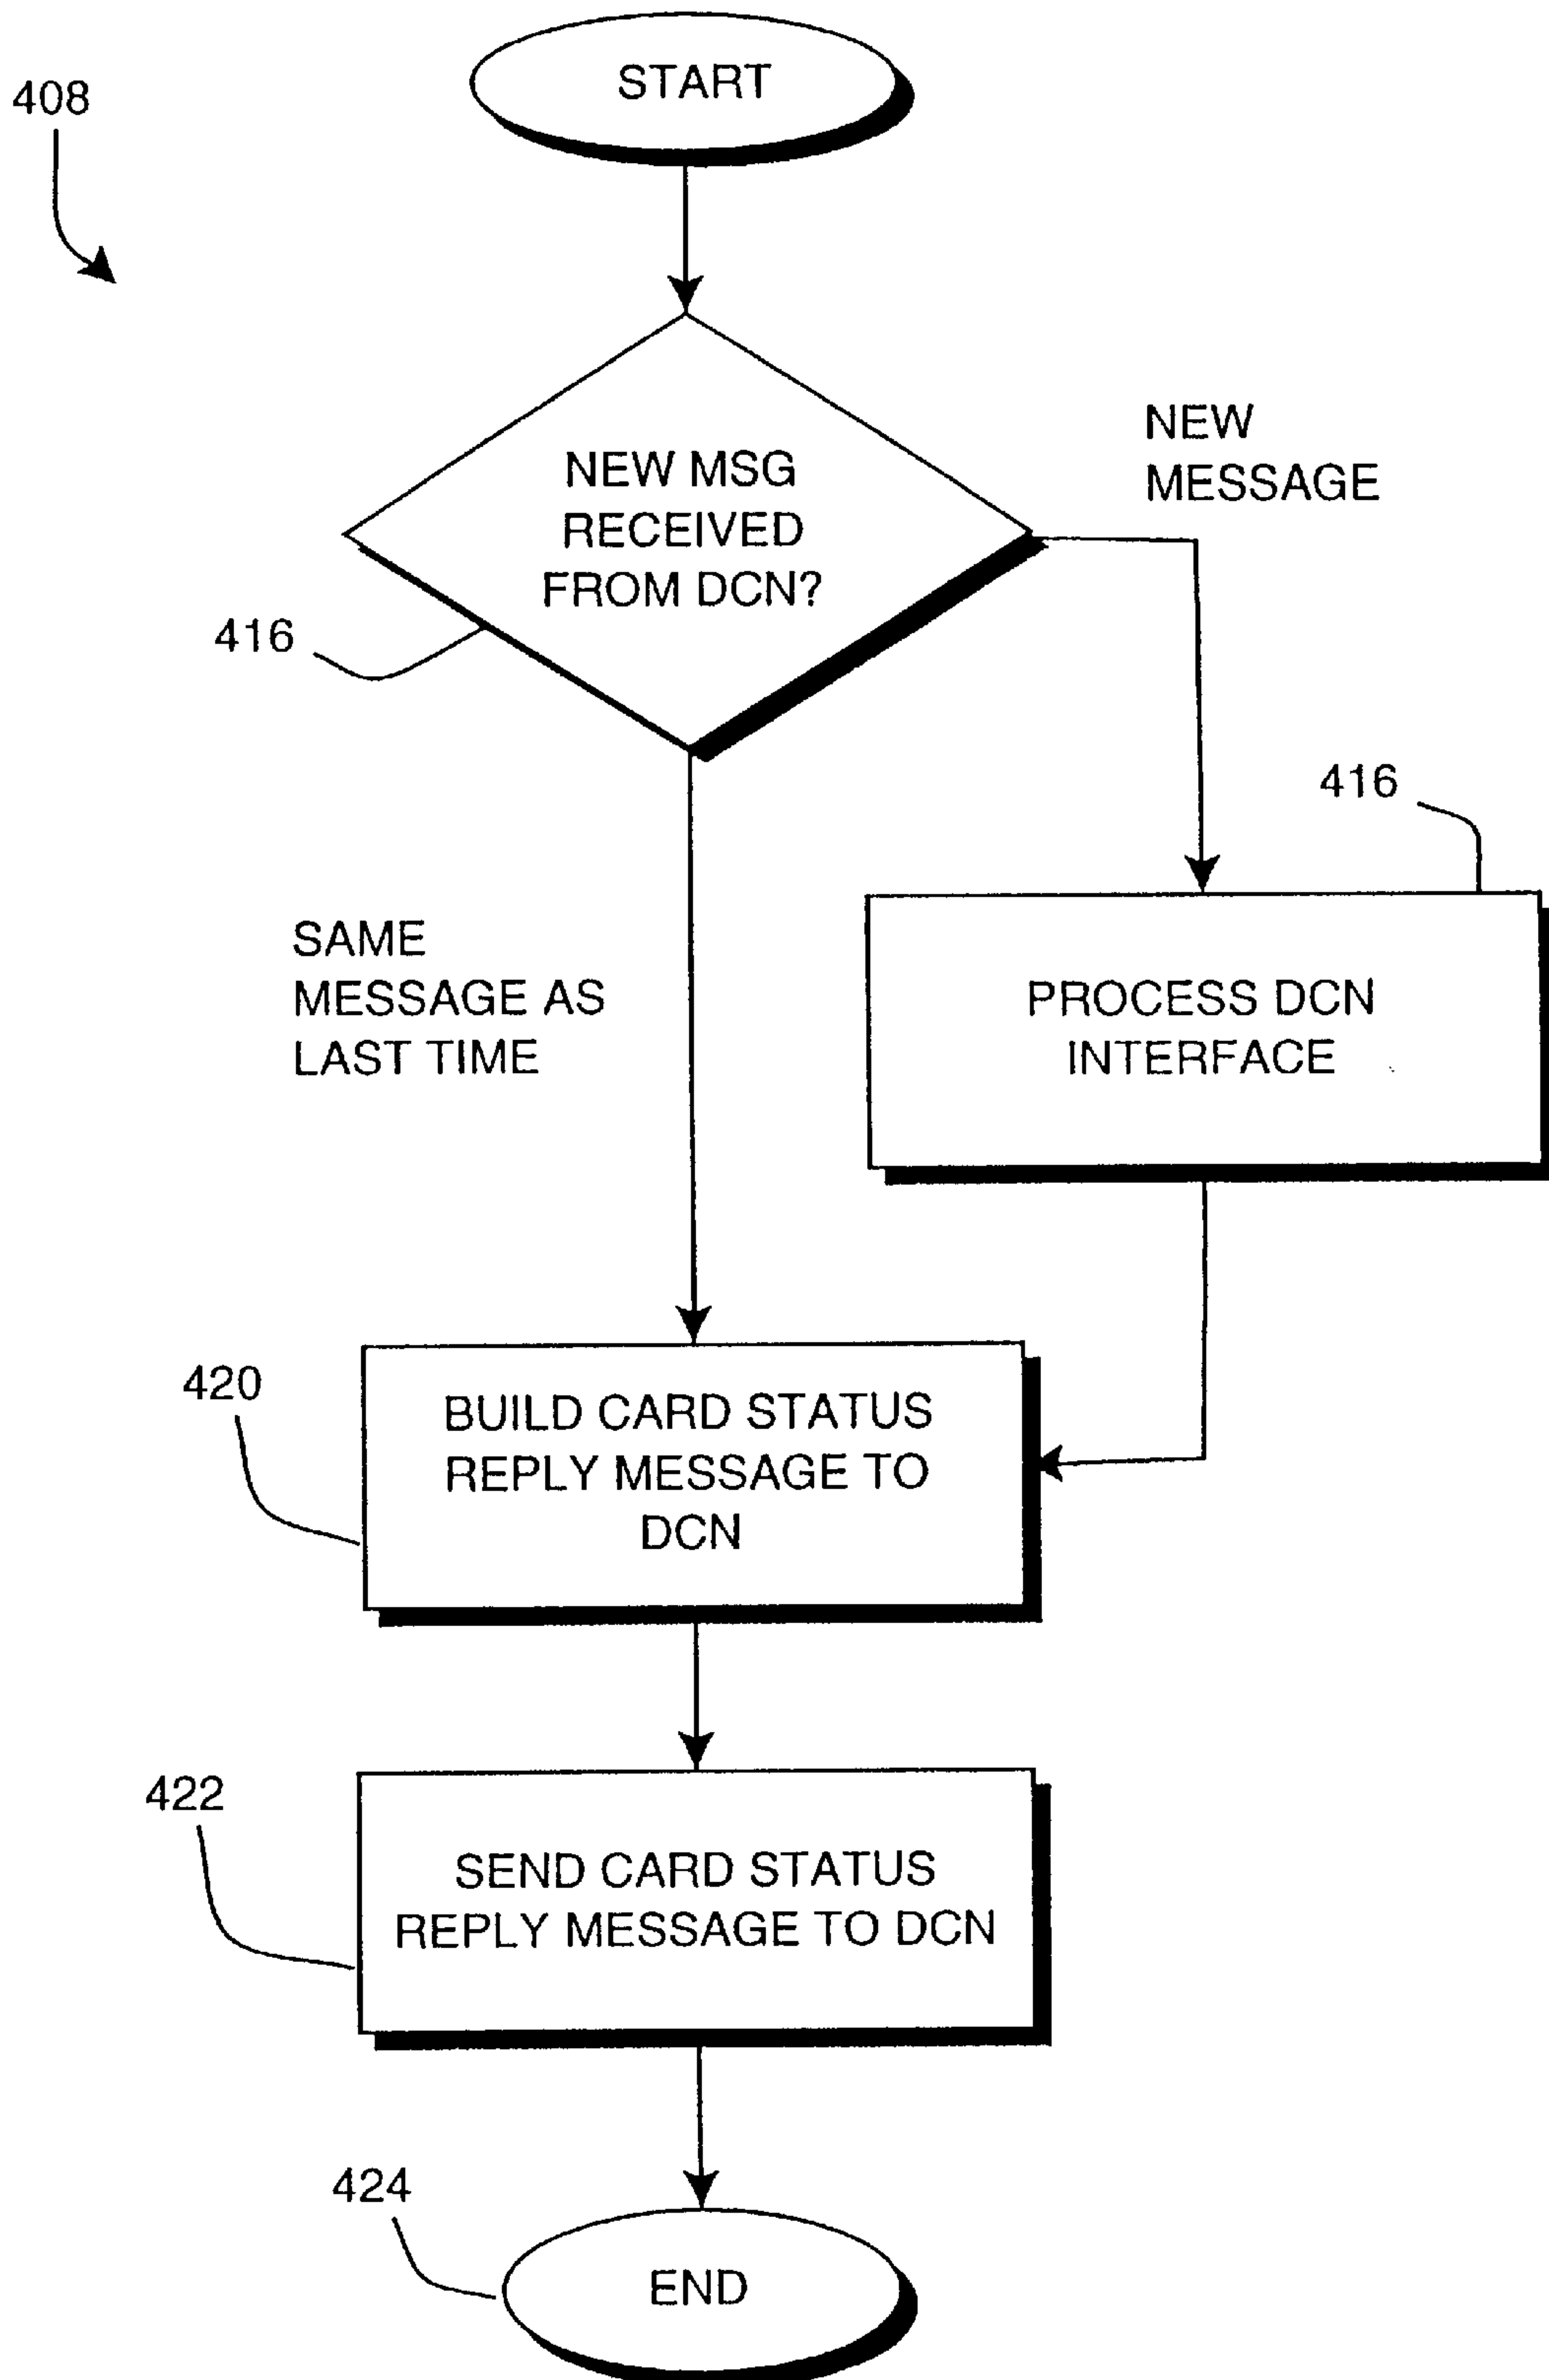 START
408
NEW MSG
RECEIVED
FROM DCN?
NEW
MESSAGE
416
416
SAME
MESSAGE AS
LAST TIME
PROCESS DCN
INTERFACE
420
BUILD CARD STATUS
REPLY MESSAGE TO
DCN
422
SEND CARD STATUS
REPLY MESSAGE TO DCN
424
END